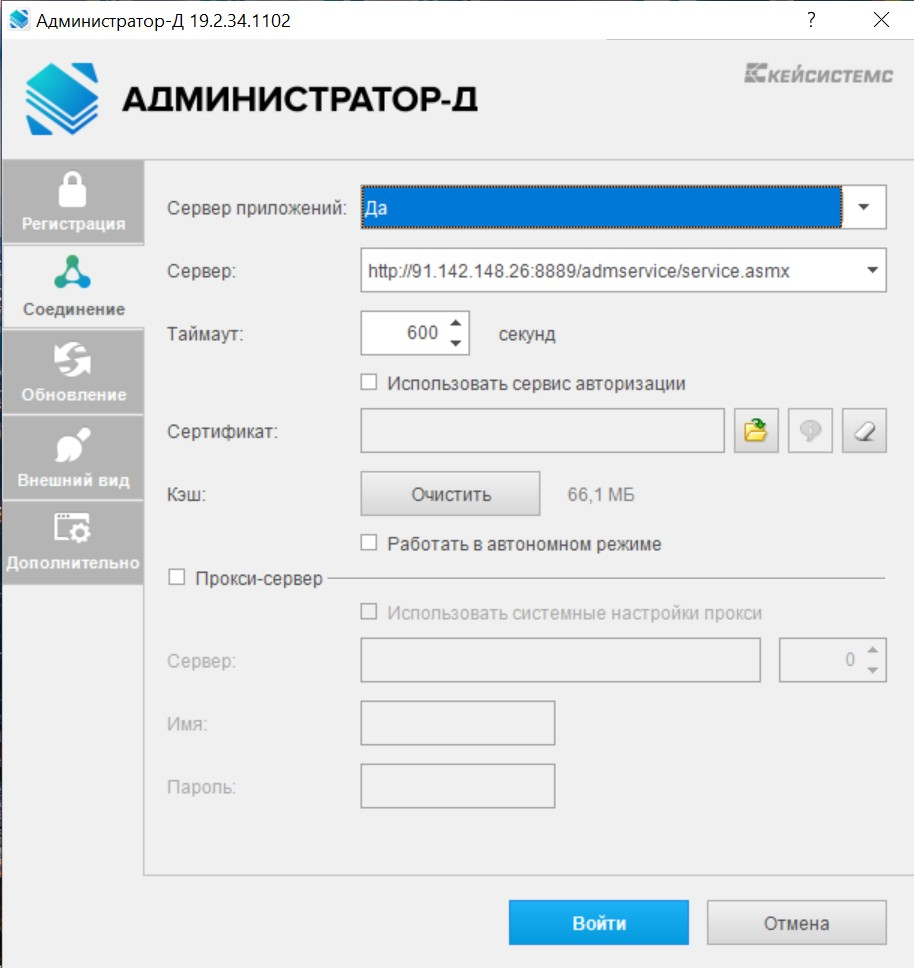 Администратор-Д 19.2.34.1102
?
АДМИНИСТРАТОР-Д
КЕЙСИСТЕМС
Регистрация
Соединение
Обновление
Внешний вид
Дополнительно
Сервер приложений: Да
Сервер: http://91.142.148.26:8889/admservice/service.asmx
Таймаут: 600 секунд
Использовать сервис авторизации
Сертификат:
Кэш: Очистить 66,1 МБ
Работать в автономном режиме
Прокси-сервер
Использовать системные настройки прокси
Сервер: 0
Имя:
Пароль:
Войти Отмена